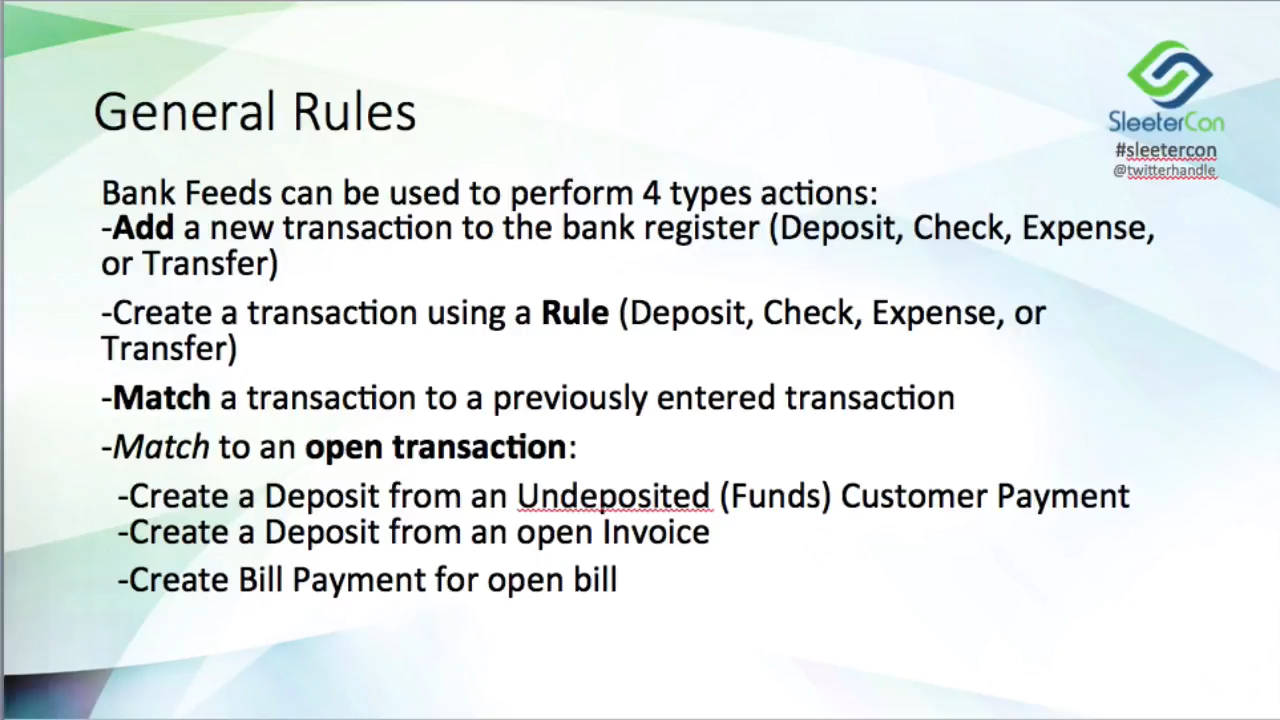 General Rules
SleeterCon
#sleetercon
@twitterhandle
Bank Feeds can be used to perform 4 types actions:
-Add a new transaction to the bank register (Deposit, Check, Expense,
or Transfer)
-Create a transaction using a Rule (Deposit, Check, Expense, or
Transfer)
-Match a transaction to a previously entered transaction
-Match to an open transaction:
-Create a Deposit from an Undeposited (Funds) Customer Payment
-Create a Deposit from an open Invoice
-Create Bill Payment for open bill